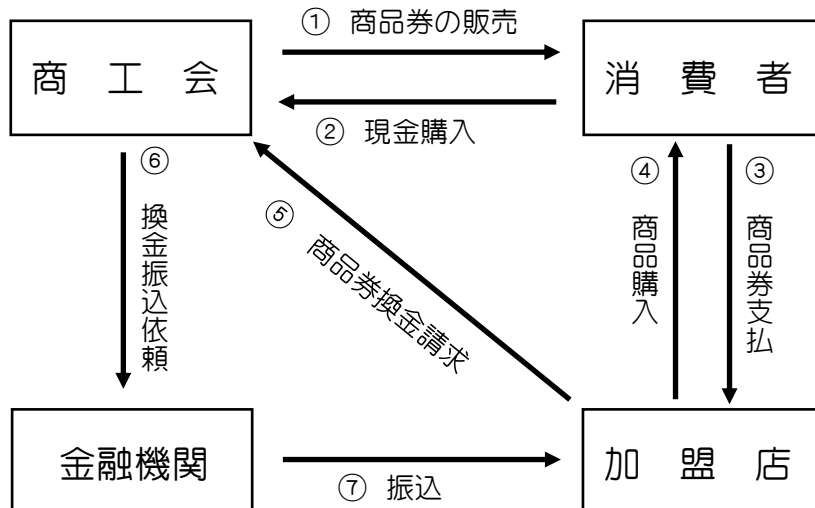 ① 商品券の販売
商 工 会
消 費 者
② 現金購入
⑥
換金振込依頼
⑤ 商品券換金請求
④
商品購入
③
商品券支払
金融機関
加 盟 店
⑦ 振込